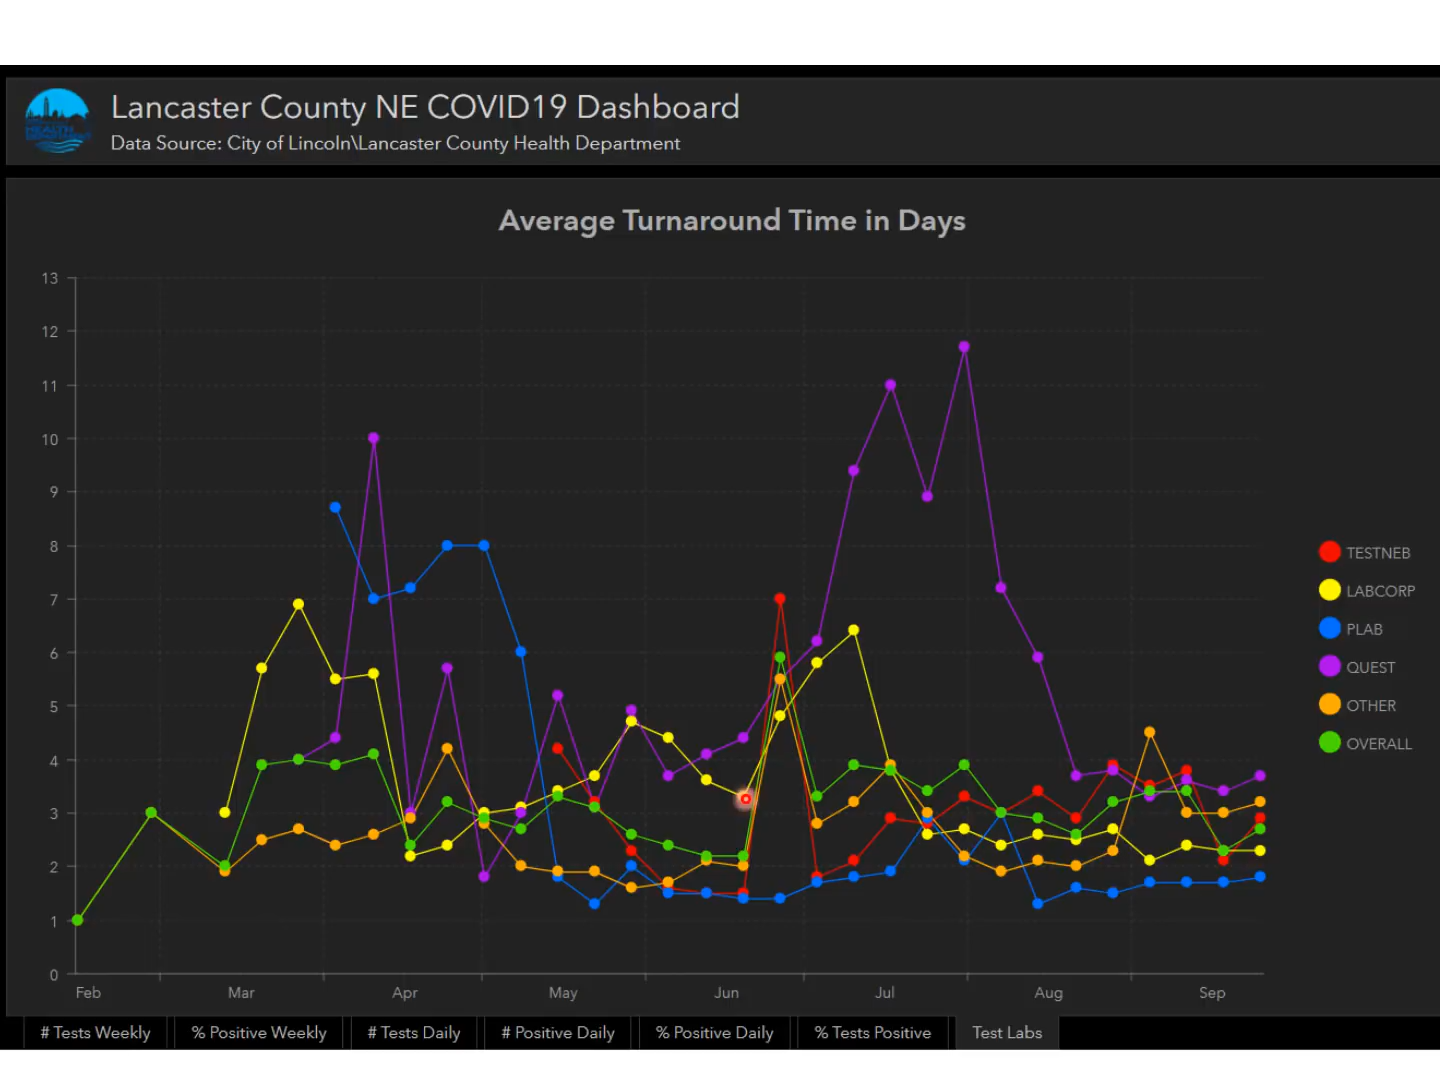 Lancaster County NE COVID19 Dashboard
Data Source: City of Lincoln\Lancaster County Health Department
HEALTH
Average Turnaround Time in Days
13
12
11
10
9
8
7
6
5
4
3
2
1
0
Feb Mar Apr May Jun Jul Aug Sep
TESTNEB
LABCORP
PLAB
QUEST
OTHER
OVERALL
# Tests Weekly % Positive Weekly # Tests Daily # Positive Daily % Positive Daily % Tests Positive Test Labs